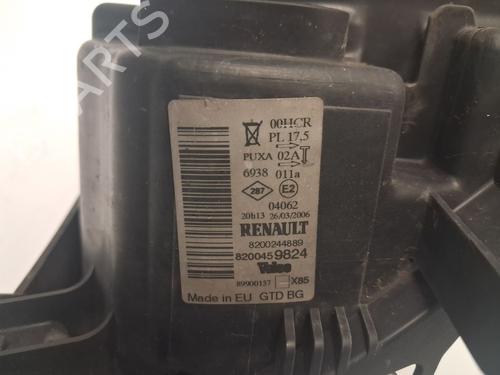 00HCR
PL 17,5
PUXA 02A
6938 011a
287 E2
04062
20h13 26/03/2006
RENAULT
8200244889
8200459824
Valeo
89900137 X85
Made in EU GTD BG
B-PARTS